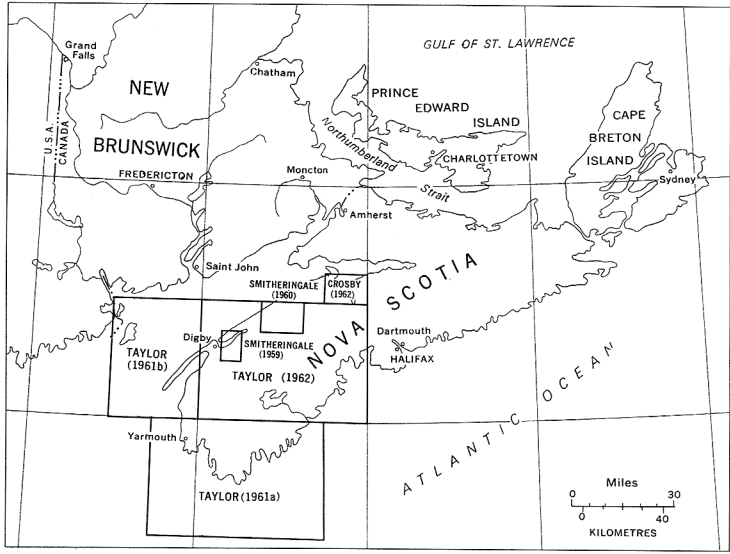 Grand
Falls
GULF OF ST. LAWRENCE
Chatham
NEW
PRINCE
EDWARD
ISLAND
CAPE
BRETON
ISLAND
U.S.A.
CANADA
BRUNSWICK
Northumberland
Strait
CHARLOTTETOWN
FREDERICTON
Moncton
Sydney
Amherst
Saint John
SMITHERINGALE
(1960)
CROSBY
(1962)
NOVA SCOTIA
Digby
SMITHERINGALE
(1959)
Dartmouth
HALIFAX
TAYLOR
(1961b)
TAYLOR (1962)
ATLANTIC OCEAN
Yarmouth
TAYLOR (1961a)
Miles
0 30
0 40
KILOMETRES